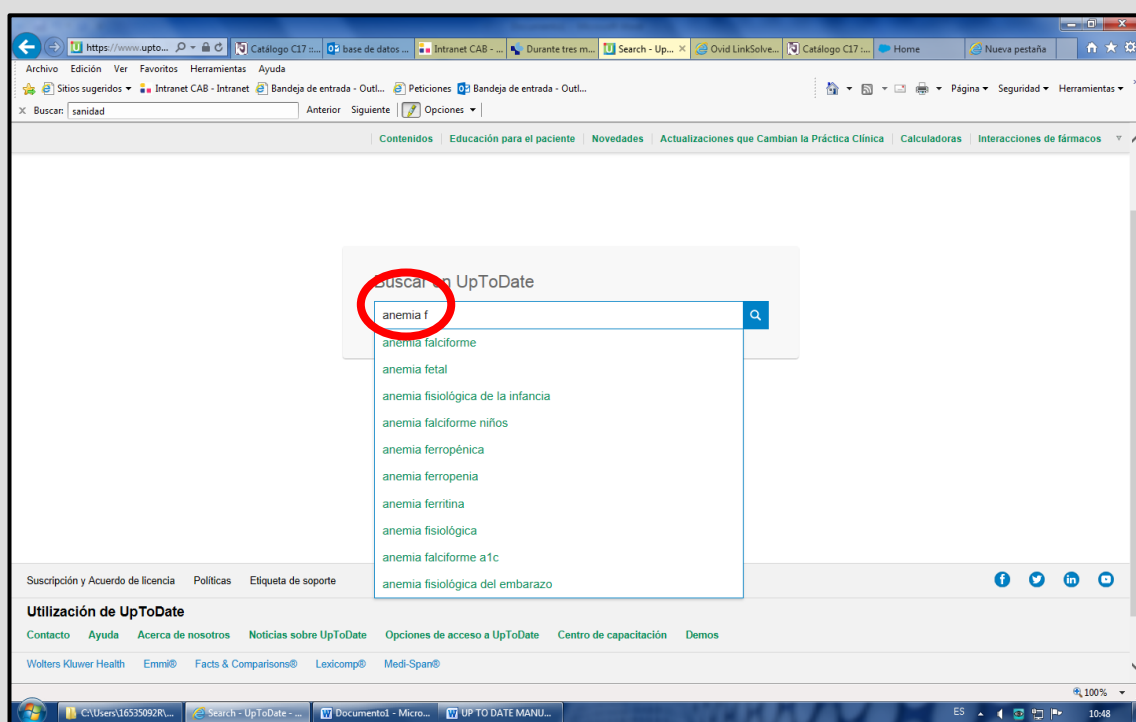 https://www.upto...
Catálogo C17 ::...
base de datos ...
Intranet CAB - ...
Durante tres m...
Search - Up...
Ovid LinkSolve...
Catálogo C17 :...
Home
Nueva pestaña
Archivo Edición Ver Favoritos Herramientas Ayuda
Sitios sugeridos Intranet CAB - Intranet Bandeja de entrada - Outl... Peticiones Bandeja de entrada - Outl... Página Seguridad Herramientas
Buscar: sanidad Anterior Siguiente Opciones
Contenidos Educación para el paciente Novedades Actualizaciones que Cambian la Práctica Clínica Calculadoras Interacciones de fármacos
Buscar en UpToDate
anemia f
anemia falciforme
anemia fetal
anemia fisiológica de la infancia
anemia falciforme niños
anemia ferropénica
anemia ferropenia
anemia ferritina
anemia fisiológica
anemia falciforme a1c
anemia fisiológica del embarazo
Suscripción y Acuerdo de licencia Políticas Etiqueta de soporte
Utilización de UpToDate
Contacto Ayuda Acerca de nosotros Noticias sobre UpToDate Opciones de acceso a UpToDate Centro de capacitación Demos
Wolters Kluwer Health Emmi® Facts & Comparisons® Lexicomp® Medi-Span®
100%
C:\Users\16535092R\... Search - UpToDate - ... Documento1 - Micro... UP TO DATE MANU... ES 10:48